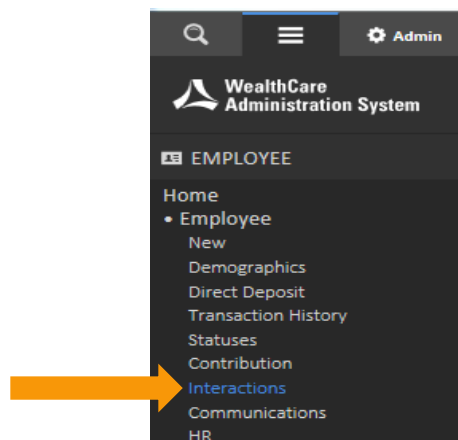 Admin
WealthCare
Administration System
EMPLOYEE
Home
• Employee
New
Demographics
Direct Deposit
Transaction History
Statuses
Contribution
Interactions
Communications
HR